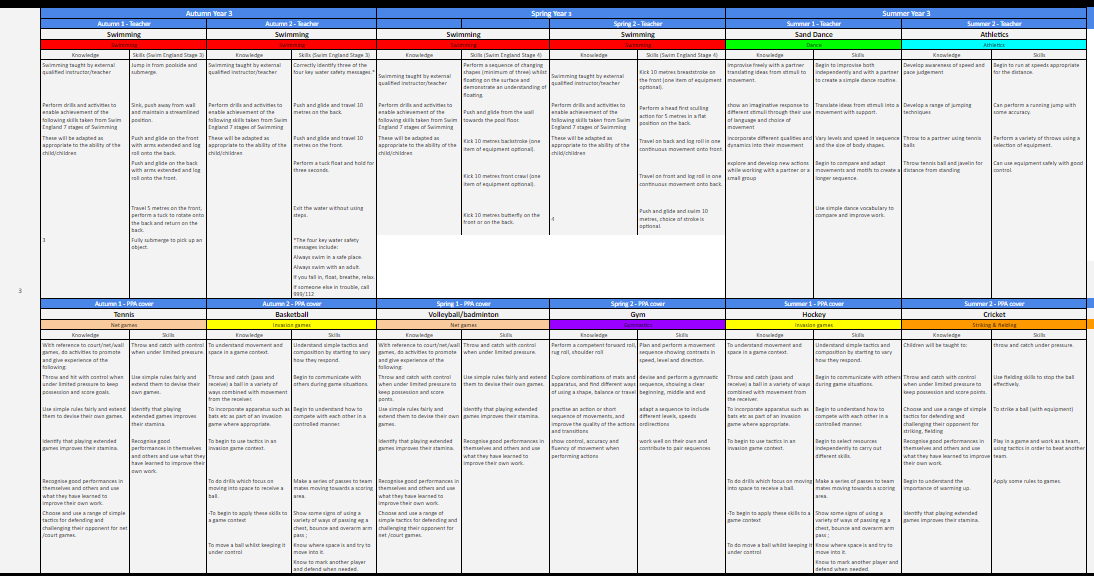 Autumn Year 3
Spring Year 3
Summer Year 3
Autumn 1 - Teacher
Autumn 2 - Teacher
Spring 2 - Teacher
Summer 1 - Teacher
Summer 2 - Teacher
Swimming
Swimming
Swimming
Swimming
Sand Dance
Athletics
Swimming
Swimming
Swimming
Swimming
Dance
Athletics
Knowledge
Skills (Swim England Stage 3)
Knowledge
Skills (Swim England Stage 3)
Knowledge
Skills (Swim England Stage 4)
Knowledge
Skills (Swim England Stage 4)
Knowledge
Skills
Knowledge
Skills
Swimming taught by external
qualified instructor/teacher
Perform drills and activities to
enable achievement of the
following skills taken from Swim
England 7 stages of Swimming
These will be adapted as
appropriate to the ability of the
child/children
3
Jump in from poolside and
submerge.
Sink, push away from wall
and maintain a streamlined
position.
Push and glide on the front
with arms extended and log
roll onto the back.
Push and glide on the back
with arms extended and log
roll onto the front.
Travel 5 metres on the front,
perform a tuck to rotate onto
the back and return on the
back.
Fully submerge to pick up an
object.
Swimming taught by external
qualified instructor/teacher
Perform drills and activities to
enable achievement of the
following skills taken from Swim
England 7 stages of Swimming
These will be adapted as
appropriate to the ability of the
child/children
Correctly identify three of the
four key water safety messages.*
Push and glide and travel 10
metres on the back.
Push and glide and travel 10
metres on the front.
Perform a tuck float and hold for
three seconds.
Exit the water without using
steps.
*The four key water safety
messages include:
Always swim in a safe place.
Always swim with an adult.
If you fall in, float, breathe, relax.
If someone else in trouble, call
999/112
Swimming taught by external
qualified instructor/teacher
Perform drills and activities to
enable achievement of the
following skills taken from Swim
England 7 stages of Swimming
These will be adapted as
appropriate to the ability of the
child/children
Perform a sequence of changing
shapes (minimum of three) whilst
floating on the surface and
demonstrate an understanding of
floating.
Push and glide from the wall
towards the pool floor.
Kick 10 metres backstroke (one
item of equipment optional).
Kick 10 metres front crawl (one
item of equipment optional).
Kick 10 metres butterfly on the
front or on the back.
Swimming taught by external
qualified instructor/teacher
Perform drills and activities to
enable achievement of the
following skills taken from Swim
England 7 stages of Swimming
These will be adapted as
appropriate to the ability of the
child/children
4
Kick 10 metres breaststroke on
the front (one item of equipment
optional).
Perform a head first sculling
action for 5 metres in a flat
position on the back.
Travel on back and log roll in one
continuous movement onto front.
Travel on front and log roll in one
continuous movement onto back.
Push and glide and swim 10
metres, choice of stroke is
optional.
improvise freely with a partner
translating ideas from stimuli to
movement.
show an imaginative response to
different stimuli through their use
of language and choice of
movement
incorporate different qualities and
dynamics into their movement
explore and develop new actions
while working with a partner or a
small group
Begin to improvise both
independently and with a partner
to create a simple dance routine.
Translate ideas from stimuli into a
movement with support.
Vary levels and speed in sequence
and the size of body shapes.
Begin to compare and adapt
movements and motifs to create a
longer sequence.
Use simple dance vocabulary to
compare and improve work.
Develop awareness of speed and
pace judgement
Develop a range of jumping
techniques
Throw to a partner using tennis
balls
Throw tennis ball and javelin for
distance from standing
Begin to run at speeds appropriate
for the distance.
Can perform a running jump with
some accuracy.
Perform a variety of throws using a
selection of equipment.
Can use equipment safely with good
control.
3
Autumn 1 - PPA cover
Autumn 2 - PPA cover
Spring 1 - PPA cover
Spring 2 - PPA cover
Summer 1 - PPA cover
Summer 2 - PPA cover
Tennis
Basketball
Volleyball/badminton
Gym
Hockey
Cricket
Net games
Invasion games
Net games
Gymnastics
Invasion games
Striking & fielding
Knowledge
Skills
Knowledge
Skills
Knowledge
Skills
Knowledge
Skills
Knowledge
Skills
Knowledge
Skills
With reference to court/net/wall
games, do activities to promote
and give experience of the
following:
Throw and hit with control when
under limited pressure to keep
possession and score goals.
Use simple rules fairly and extend
them to devise their own games.
Identify that playing extended
games improves their stamina.
Recognise good performances in
themselves and others and use
what they have learned to
improve their own work.
Choose and use a range of simple
tactics for defending and
challenging their opponent for net
/court games.
Throw and catch with control
when under limited pressure.
Use simple rules fairly and
extend them to devise their own
games.
Identify that playing
extended games improves
their stamina.
Recognise good
performances in themselves
and others and use what they
have learned to improve their
own work.
To understand movement and
space in a game context.
Throw and catch (pass and
receive) a ball in a variety of ways
combined with movement from
the receiver.
To incorporate apparatus such as
bats etc as part of an invasion
game where appropriate.
To begin to use tactics in an
invasion game context.
To do drills which focus on
moving into space to receive a
ball.
-To begin to apply these skills to
a game context
To move a ball whilst keeping it
under control
Understand simple tactics and
composition by starting to vary
how they respond.
Begin to communicate with
others during game situations.
Begin to understand how to
compete with each other in a
controlled manner.
Make a series of passes to team
mates moving towards a scoring
area.
Show some signs of using a
variety of ways of passing eg a
chest, bounce and overarm arm
pass ;
Know where space is and try to
move into it.
Know to mark another player
and defend when needed.
With reference to court/net/wall
games, do activities to promote
and give experience of the
following:
Throw and catch with control
when under limited pressure to
keep possession and score
points.
Use simple rules fairly and extend
them to devise their own games.
Identify that playing extended
games improves their stamina.
Recognise good performances in
themselves and others and use
what they have learned to
improve their own work.
Choose and use a range of
simple tactics for defending and
challenging their opponent for
net /court games.
Throw and catch with control
when under limited pressure.
Use simple rules fairly and extend
them to devise their own games.
Identify that playing extended
games improves their stamina.
Recognise good performances in
themselves and others and use
what they have learned to
improve their own work.
Perform a competent forward roll,
rug roll, shoulder roll
Explore combinations of mats and
apparatus, and find different ways
of using a shape, balance or travel
practise an action or short
sequence of movements, and
improve the quality of the actions
and transitions
show control, accuracy and
fluency of movement when
performing actions
Plan and perform a movement
sequence showing contrasts in
speed, level and direction.
devise and perform a gymnastic
sequence, showing a clear
beginning, middle and end
adapt a sequence to include
different levels, speeds
ordirections
work well on their own and
contribute to pair sequences
To understand movement and
space in a game context.
Throw and catch (pass and
receive) a ball in a variety of ways
combined with movement from
the receiver.
To incorporate apparatus such as
bats etc as part of an invasion
game where appropriate.
To begin to use tactics in an
invasion game context.
To do drills which focus on moving
into space to receive a ball.
-To begin to apply these skills to a
game context
To do move a ball whilst keeping it
under control
Understand simple tactics and
composition by starting to vary
how they respond.
Begin to communicate with others
during game situations.
Begin to understand how to
compete with each other in a
controlled manner.
Begin to select resources
independently to carry out
different skills.
Make a series of passes to team
mates moving towards a scoring
area.
Show some signs of using a
variety of ways of passing eg a
chest, bounce and overarm arm
pass ;
Know where space is and try to
move into it.
Know to mark another player and
defend when needed.
Children will be taught to:
Throw and catch with control
when under limited pressure to
keep possession and score points.
Choose and use a range of simple
tactics for defending and
challenging their opponent for
striking, fielding
Recognise good performances in
themselves and others and use
what they have learned to improve
their own work.
Begin to understand the
importance of warming up.
Identify that playing extended
games improves their stamina.
throw and catch under pressure.
Use fielding skills to stop the ball
effectively.
To strike a ball (with equipment)
Play in a game and work as a team,
using tactics in order to beat another
team.
Apply some rules to games.